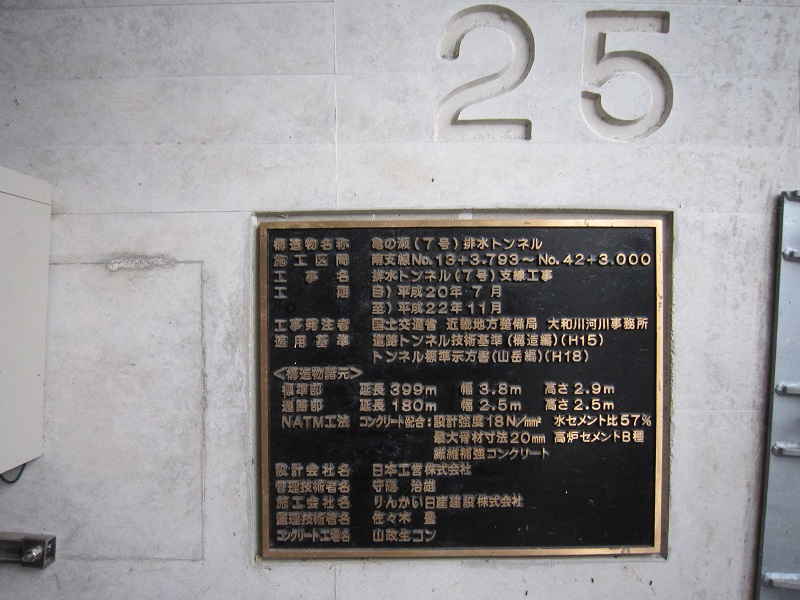 25
構造物名称 亀の瀬(7号)排水トンネル
施工区間 南支線No.13+3.793～No.42+3.000
工事名 排水トンネル(7号)支線工事
工期 自)平成20年7月
至)平成22年11月
工事発注者 国土交通省 近畿地方整備局 大和川河川事務所
適用基準 道路トンネル技術基準(構造編)(H15)
トンネル標準示方書(山岳編)(H18)
<構造物諸元>
標準部 延長 399m 幅 3.8m 高さ 2.9m
通路部 延長 180m 幅 2.5m 高さ 2.5m
NATM工法 コンクリート配合:設計強度18N/mm² 水セメント比57%
最大骨材寸法20mm 高炉セメントB種
繊維補強コンクリート
設計会社名 日本工営株式会社
管理技術者名 守隨 治雄
施工会社名 りんかい日産建設株式会社
監理技術者名 佐々木 豊
コンクリート工場名 山政生コン